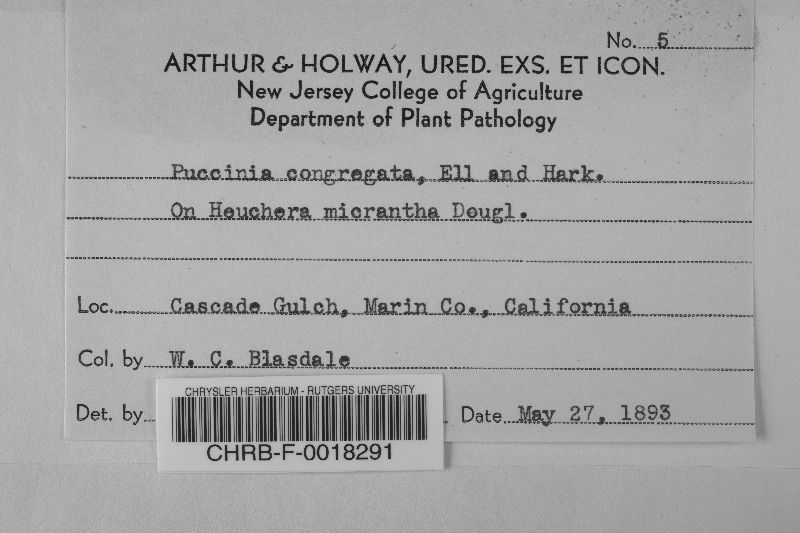 No. 5
ARTHUR & HOLWAY, URED. EXS. ET ICON.
New Jersey College of Agriculture
Department of Plant Pathology
Puccinia congregata, Ell and Hark.
On Heuchera micrantha Dougl.
Loc. Cascade Gulch, Marin Co., California
Col. by W. C. Blasdale
Det. by
Date May 27, 1893
CHRYSLER HERBARIUM - RUTGERS UNIVERSITY
CHRB-F-0018291